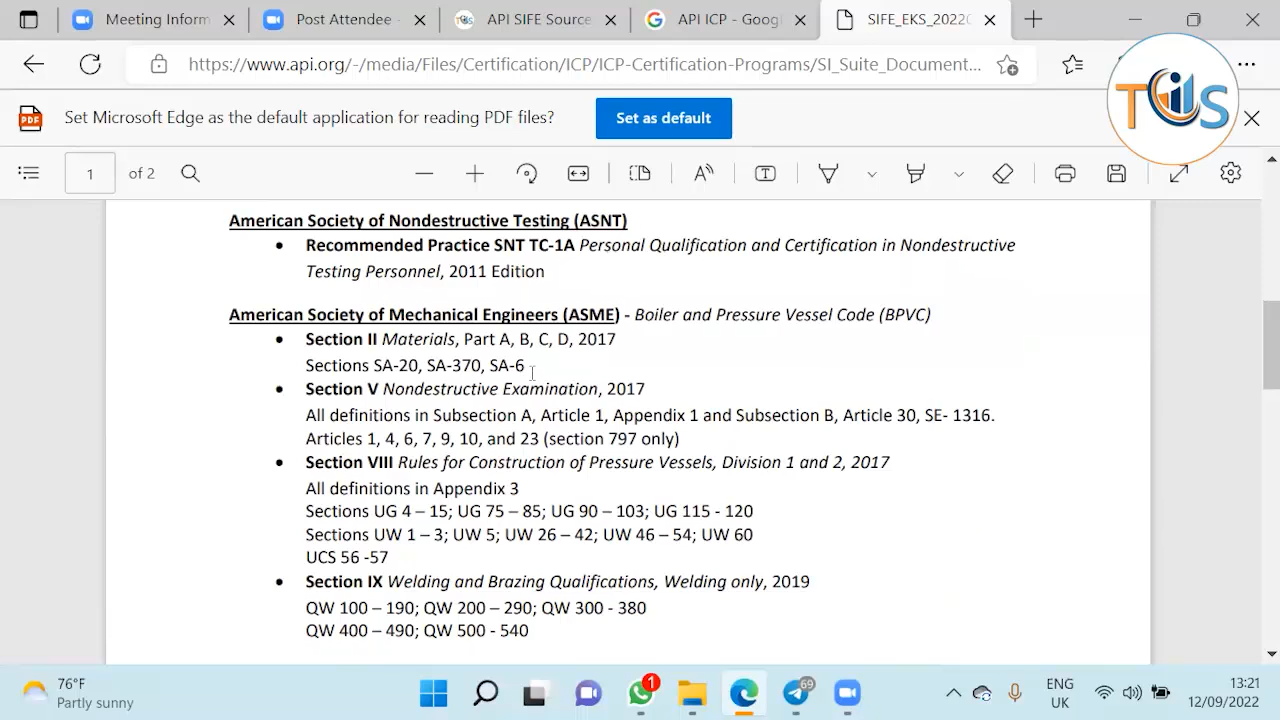 Meeting Inform
Post Attendee -
API SIFE Source
API ICP - Googl
SIFE_EKS_2022
https://www.api.org/-/media/Files/Certification/ICP/ICP-Certification-Programs/SI_Suite_Document...
TIS
PDF
Set Microsoft Edge as the default application for reading PDF files?
Set as default
1
of 2
American Society of Nondestructive Testing (ASNT)
• Recommended Practice SNT TC-1A Personal Qualification and Certification in Nondestructive
Testing Personnel, 2011 Edition
American Society of Mechanical Engineers (ASME) - Boiler and Pressure Vessel Code (BPVC)
• Section II Materials, Part A, B, C, D, 2017
Sections SA-20, SA-370, SA-6
• Section V Nondestructive Examination, 2017
All definitions in Subsection A, Article 1, Appendix 1 and Subsection B, Article 30, SE- 1316.
Articles 1, 4, 6, 7, 9, 10, and 23 (section 797 only)
• Section VIII Rules for Construction of Pressure Vessels, Division 1 and 2, 2017
All definitions in Appendix 3
Sections UG 4 – 15; UG 75 – 85; UG 90 – 103; UG 115 - 120
Sections UW 1 – 3; UW 5; UW 26 – 42; UW 46 – 54; UW 60
UCS 56 -57
• Section IX Welding and Brazing Qualifications, Welding only, 2019
QW 100 – 190; QW 200 – 290; QW 300 - 380
QW 400 – 490; QW 500 - 540
76°F
Partly sunny
1
69
ENG
UK
13:21
12/09/2022